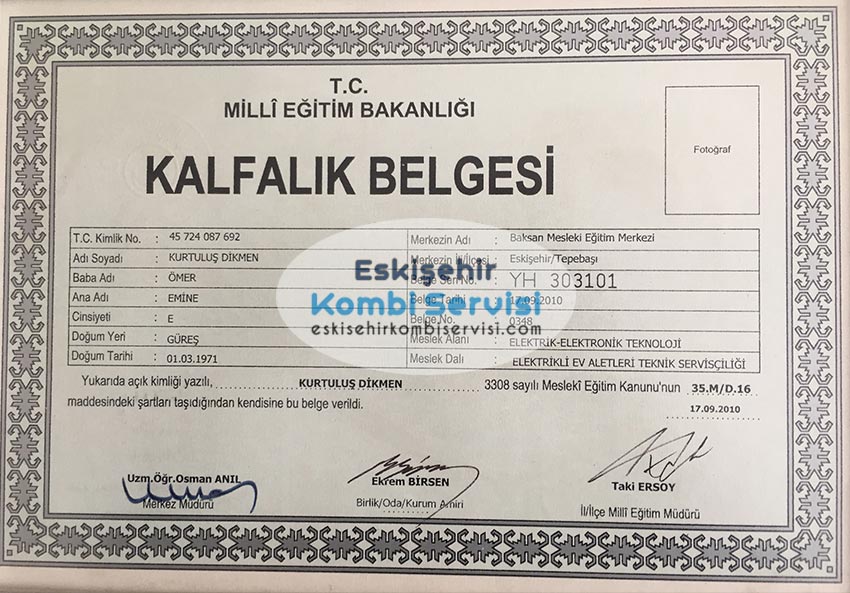 T.C.
MİLLÎ EĞİTİM BAKANLIĞI
Fotoğraf
KALFALIK BELGESİ
T.C. Kimlik No. : 45 724 087 692
Adı Soyadı : KURTULUŞ DİKMEN
Baba Adı : ÖMER
Ana Adı : EMİNE
Cinsiyeti : E
Doğum Yeri : GÜREŞ
Doğum Tarihi : 01.03.1971
Merkezin Adı : Baksan Mesleki Eğitim Merkezi
Merkezin İl/İlçesi : Eskişehir/Tepebaşı
Belge Seri No. : YH 303101
Belge Tarihi : 17.09.2010
Belge No. : 0348
Meslek Alanı : ELEKTRİK-ELEKTRONİK TEKNOLOJİ
Meslek Dalı : ELEKTRİKLİ EV ALETLERİ TEKNİK SERVİSÇİLİĞİ
Eskişehir
Kombi Servisi
eskisehirkombiservisi.com
Yukarıda açık kimliği yazılı, KURTULUŞ DİKMEN 3308 sayılı Meslekî Eğitim Kanunu'nun 35.M/D.16
maddesindeki şartları taşıdığından kendisine bu belge verildi.
17.09.2010
Uzm.Öğr.Osman ANIL
Merkez Müdürü
Ekrem BİRSEN
Birlik/Oda/Kurum Amiri
Taki ERSOY
İl/İlçe Millî Eğitim Müdürü